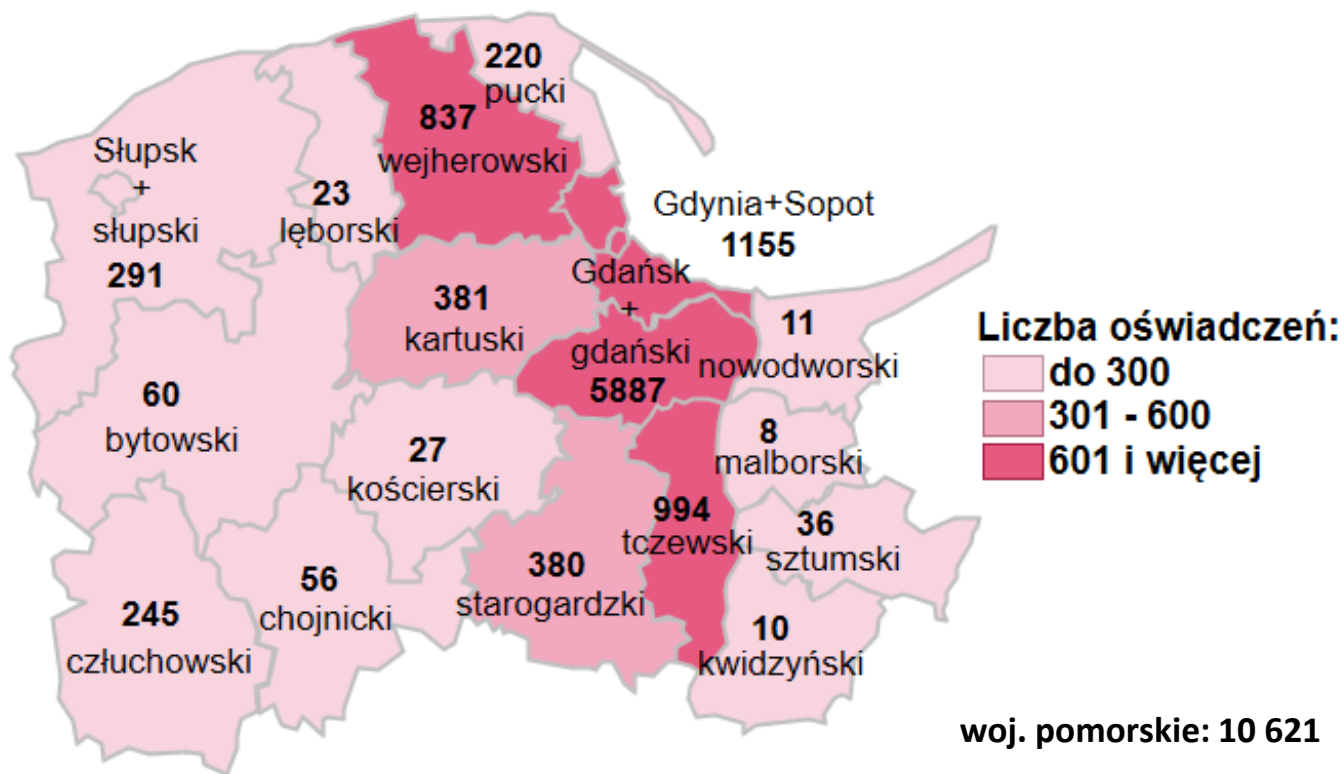 220
pucki
837
wejherowski
Słupsk
+
słupski
291
23
lęborski
Gdynia+Sopot
1155
381
kartuski
Gdańsk
+
gdański
5887
11
nowodworski
60
bytowski
27
kościerski
8
malborski
994
tczewski
36
sztumski
380
starogardzki
56
chojnicki
245
człuchowski
10
kwidzyński
Liczba oświadczeń:
do 300
301 - 600
601 i więcej
woj. pomorskie: 10 621